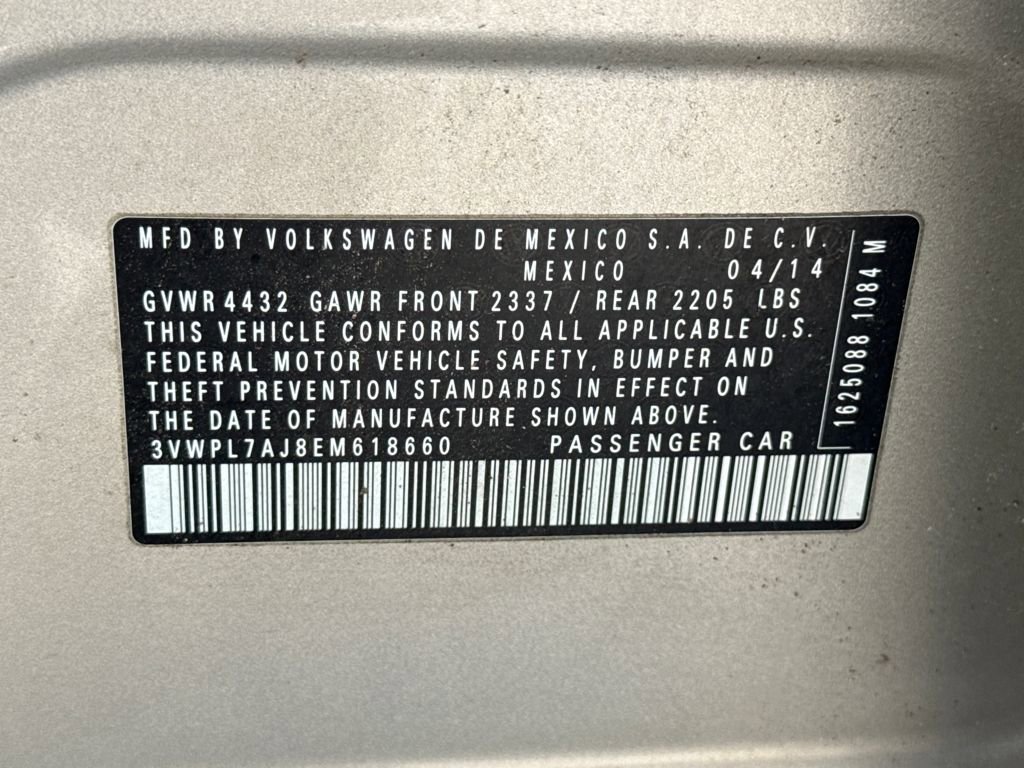 MFD BY VOLKSWAGEN DE MEXICO S.A. DE C.V.
MEXICO 04/14
GVWR 4432 GAWR FRONT 2337 / REAR 2205 LBS
THIS VEHICLE CONFORMS TO ALL APPLICABLE U.S.
FEDERAL MOTOR VEHICLE SAFETY, BUMPER AND
THEFT PREVENTION STANDARDS IN EFFECT ON
THE DATE OF MANUFACTURE SHOWN ABOVE.
3VWPL7AJ8EM618660 PASSENGER CAR
1625088 1084 M